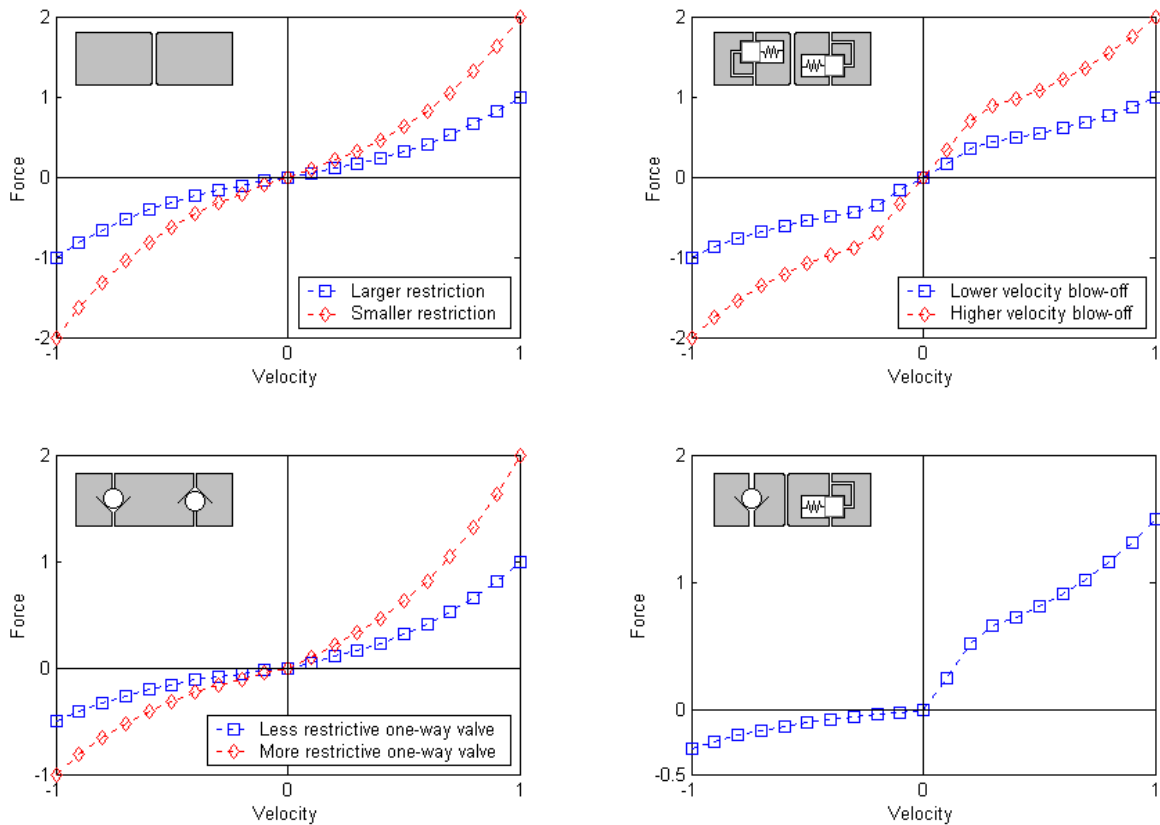 2
1
0
-1
-2
-1
0
1
Force
Velocity
Larger restriction
Smaller restriction
2
1
0
-1
-2
-1
0
1
Force
Velocity
Lower velocity blow-off
Higher velocity blow-off
2
1
0
-1
-1
0
1
Force
Velocity
Less restrictive one-way valve
More restrictive one-way valve
2
1
0
-0.5
-1
0
1
Force
Velocity